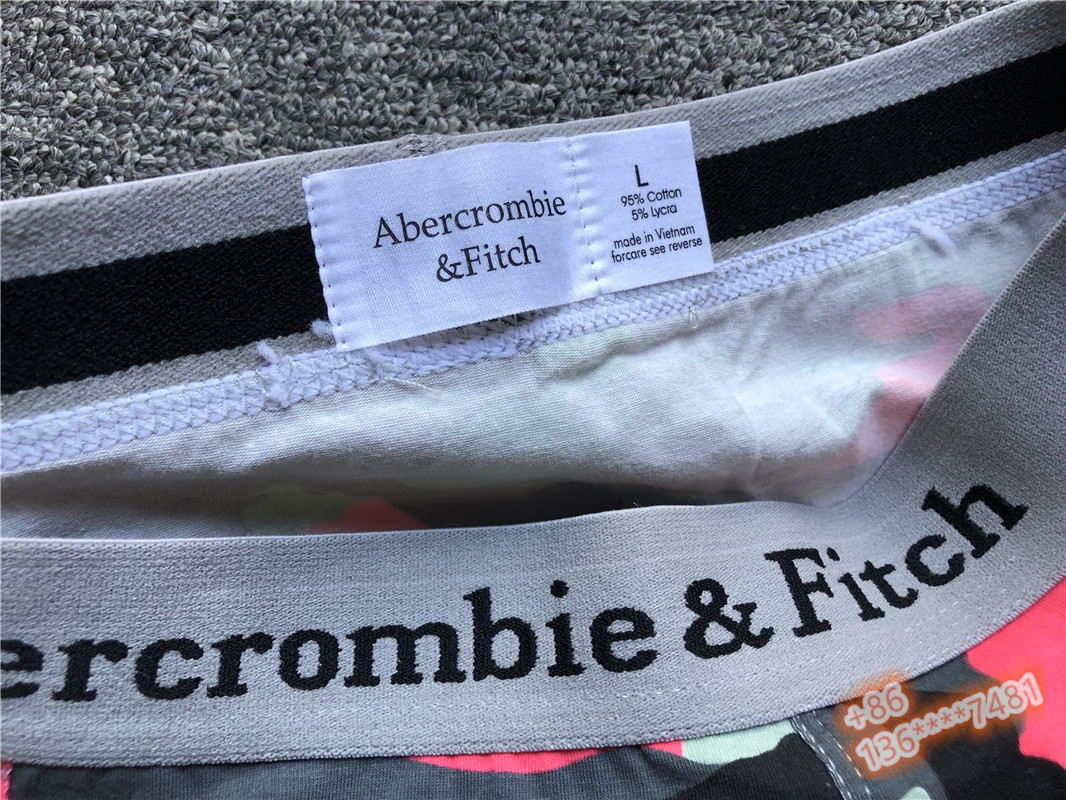 Abercrombie
&Fitch
L
95% Cotton
5% Lycra
made in Vietnam
forcare see reverse
ercrombie & Fitch
+86
136****7481